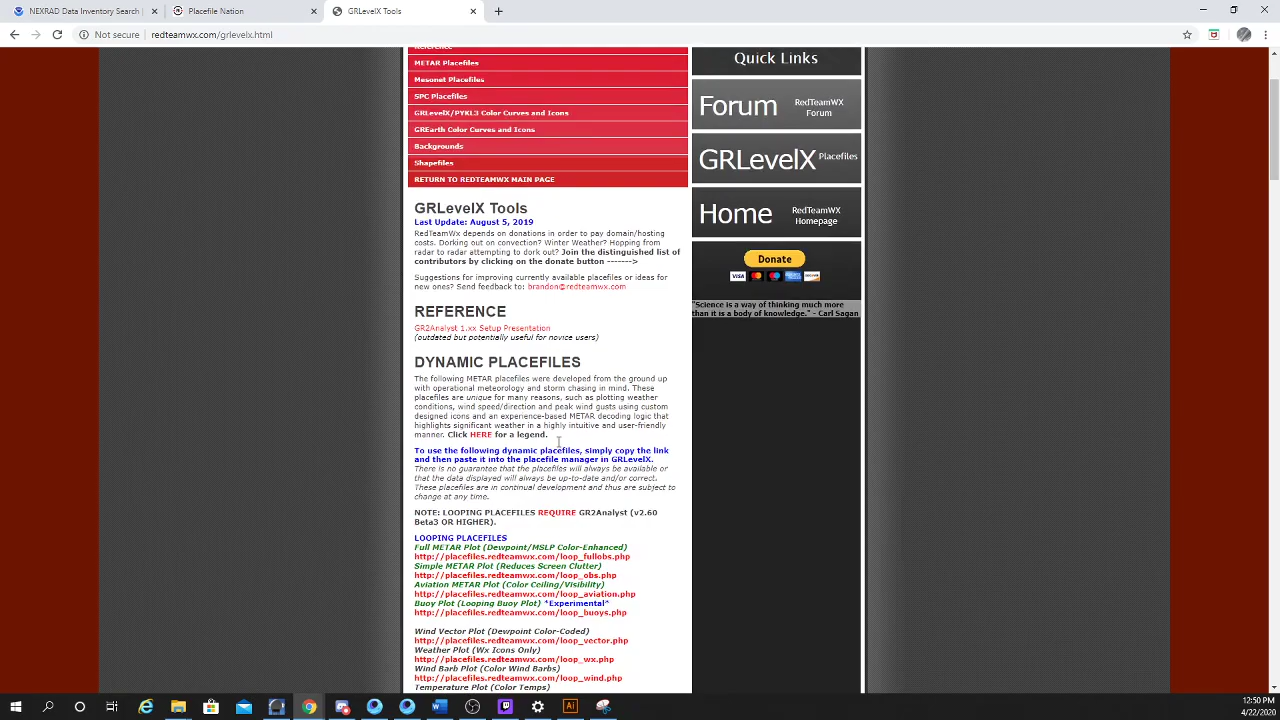 NEXRAD Data Inventory Search
Placefile Nation
GRLevelX Tools
Not secure
redteamwx.com/grlevelx.html
Reference
METAR Placefiles
Mesonet Placefiles
SPC Placefiles
GRLevelX/PYKL3 Color Curves and Icons
GREarth Color Curves and Icons
Backgrounds
Shapefiles
RETURN TO REDTEAMWX MAIN PAGE
GRLevelX Tools
Last Update: August 5, 2019
RedTeamWx depends on donations in order to pay domain/hosting
costs. Dorking out on convection? Winter Weather? Hopping from
radar to radar attempting to dork out? Join the distinguished list of
contributors by clicking on the donate button ------->
Suggestions for improving currently available placefiles or ideas for
new ones? Send feedback to: brandon@redteamwx.com
REFERENCE
GR2Analyst 1.xx Setup Presentation
(outdated but potentially useful for novice users)
DYNAMIC PLACEFILES
The following METAR placefiles were developed from the ground up
with operational meteorology and storm chasing in mind. These
placefiles are unique for many reasons, such as plotting weather
conditions, wind speed/direction and peak wind gusts using custom
designed icons and an experience-based METAR decoding logic that
highlights significant weather in a highly intuitive and user-friendly
manner. Click HERE for a legend.
To use the following dynamic placefiles, simply copy the link
and then paste it into the placefile manager in GRLevelX.
There is no guarantee that the placefiles will always be available or
that the data displayed will always be up-to-date and/or correct.
These placefiles are in continual development and thus are subject to
change at any time.
NOTE: LOOPING PLACEFILES REQUIRE GR2Analyst (v2.60
Beta3 OR HIGHER).
LOOPING PLACEFILES
Full METAR Plot (Dewpoint/MSLP Color-Enhanced)
http://placefiles.redteamwx.com/loop_fullobs.php
Simple METAR Plot (Reduces Screen Clutter)
http://placefiles.redteamwx.com/loop_obs.php
Aviation METAR Plot (Color Ceiling/Visibility)
http://placefiles.redteamwx.com/loop_aviation.php
Buoy Plot (Looping Buoy Plot) *Experimental*
http://placefiles.redteamwx.com/loop_buoys.php
Wind Vector Plot (Dewpoint Color-Coded)
http://placefiles.redteamwx.com/loop_vector.php
Weather Plot (Wx Icons Only)
http://placefiles.redteamwx.com/loop_wx.php
Wind Barb Plot (Color Wind Barbs)
http://placefiles.redteamwx.com/loop_wind.php
Temperature Plot (Color Temps)
Quick Links
Forum RedTeamWX
Forum
GRLevelX Placefiles
Home RedTeamWX
Homepage
Donate
VISA
"Science is a way of thinking much more
than it is a body of knowledge." - Carl Sagan
12:50 PM
4/22/2020